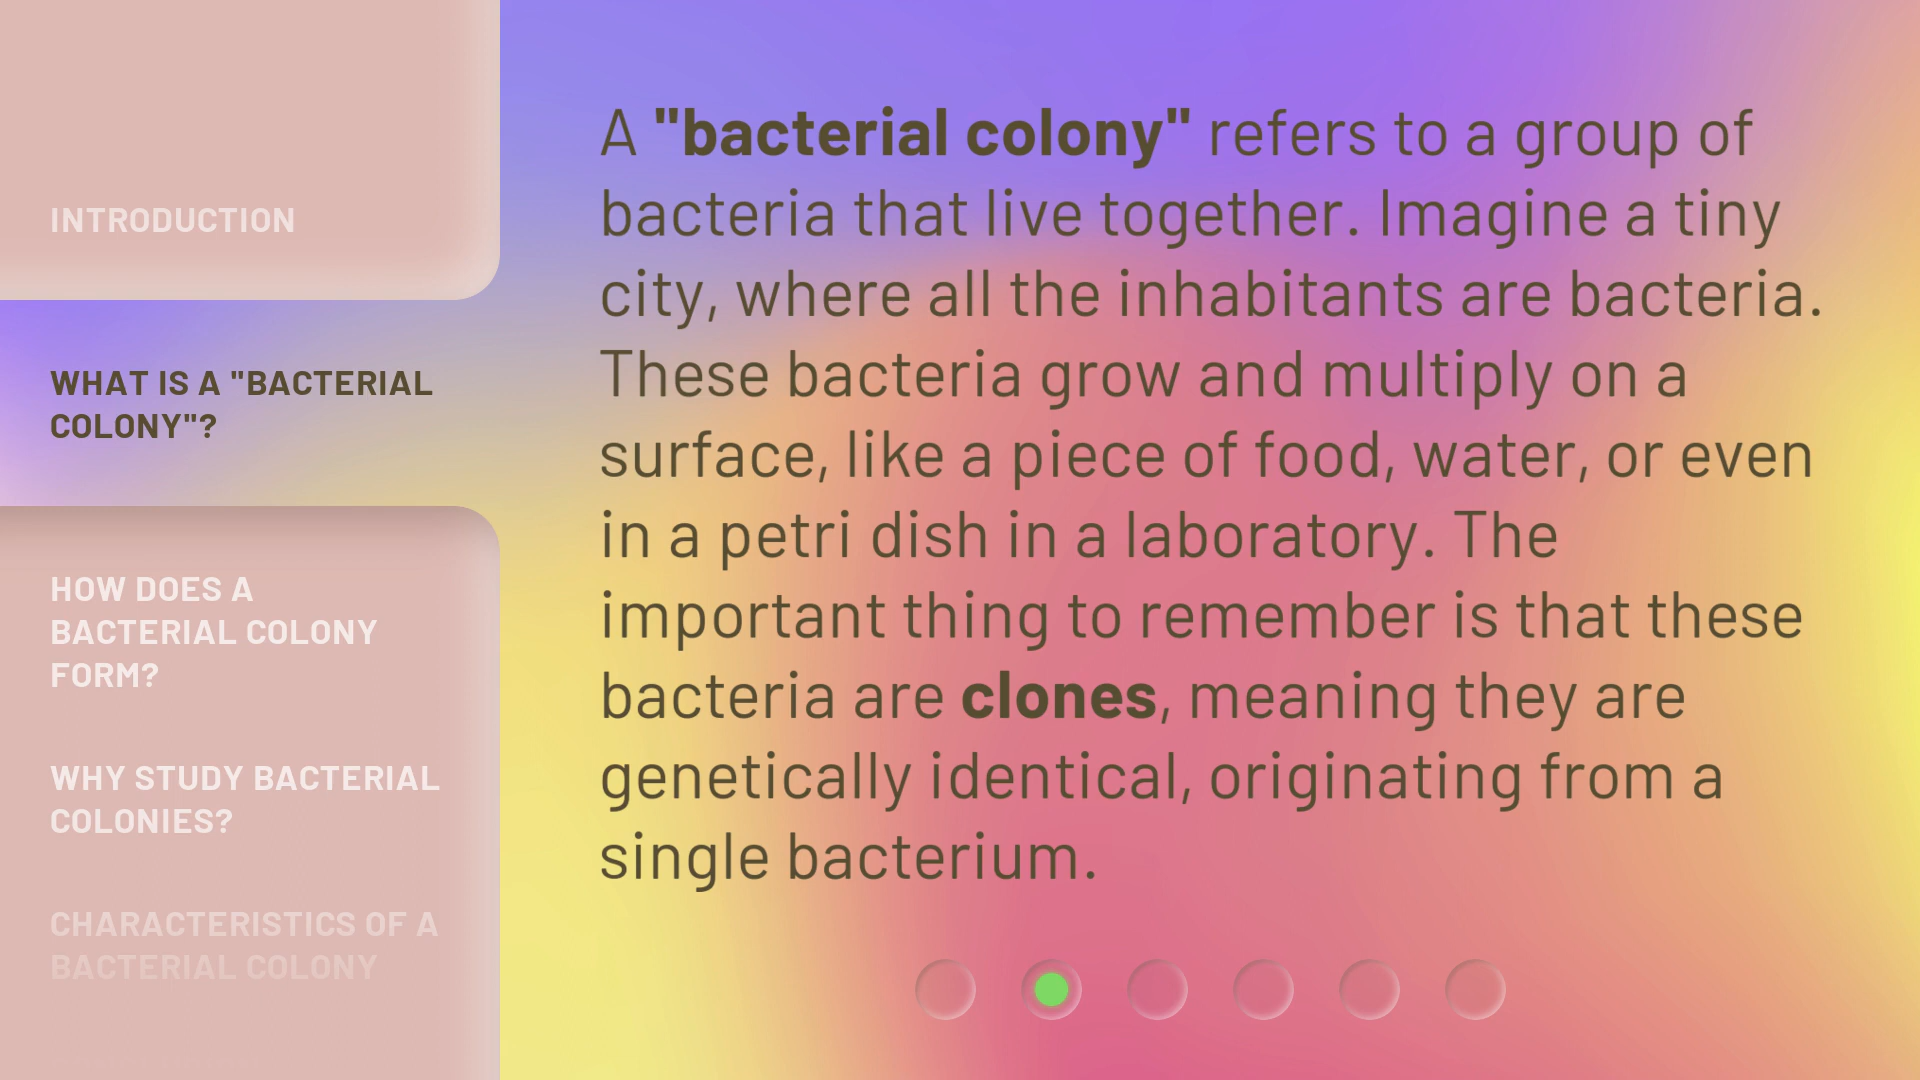 INTRODUCTION
WHAT IS A "BACTERIAL
COLONY"?
HOW DOES A
BACTERIAL COLONY
FORM?
WHY STUDY BACTERIAL
COLONIES?
CHARACTERISTICS OF A
BACTERIAL COLONY
A "bacterial colony" refers to a group of
bacteria that live together. Imagine a tiny
city, where all the inhabitants are bacteria.
These bacteria grow and multiply on a
surface, like a piece of food, water, or even
in a petri dish in a laboratory. The
important thing to remember is that these
bacteria are clones, meaning they are
genetically identical, originating from a
single bacterium.